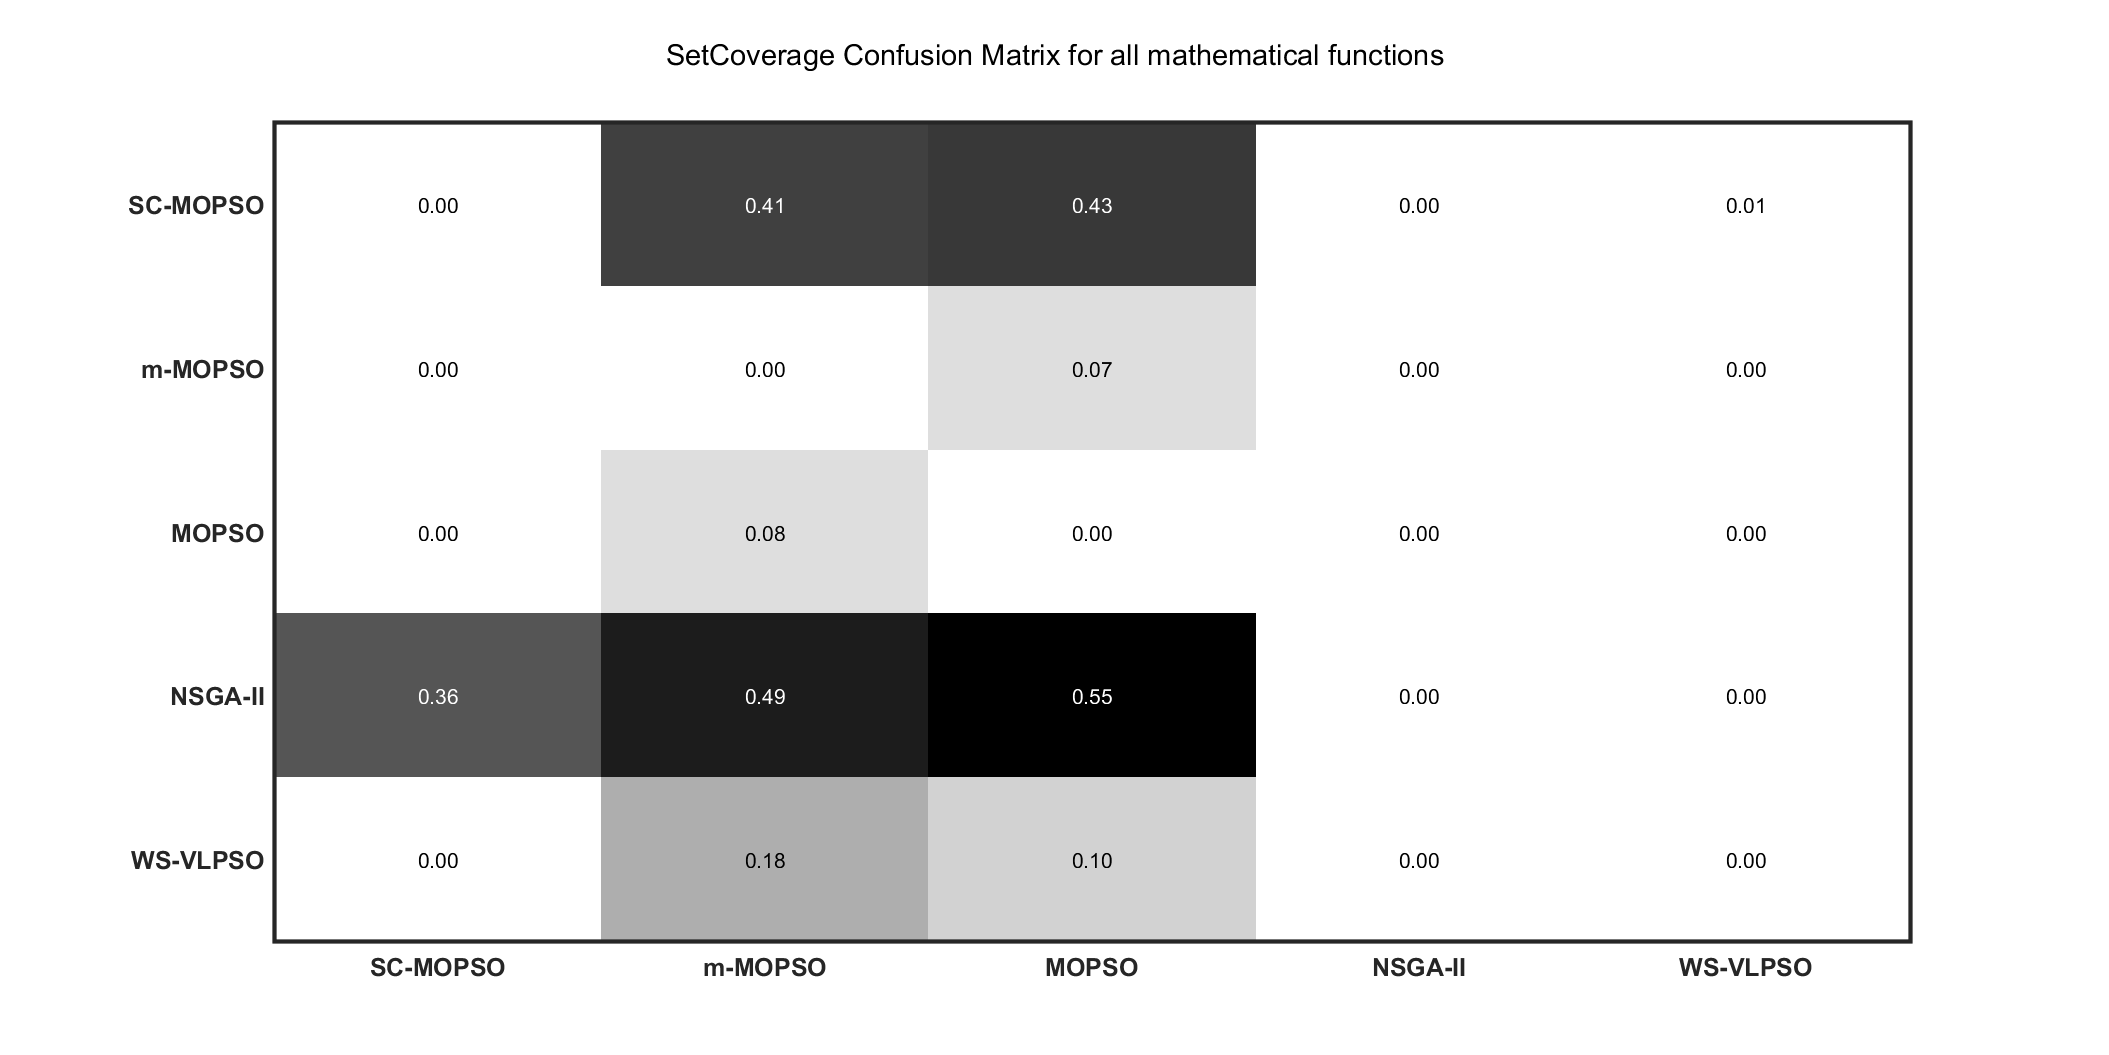 SetCoverage Confusion Matrix for all mathematical functions
SC-MOPSO 0.00 0.41 0.43 0.00 0.01
m-MOPSO 0.00 0.00 0.07 0.00 0.00
MOPSO 0.00 0.08 0.00 0.00 0.00
NSGA-II 0.36 0.49 0.55 0.00 0.00
WS-VLPSO 0.00 0.18 0.10 0.00 0.00
SC-MOPSO m-MOPSO MOPSO NSGA-II WS-VLPSO